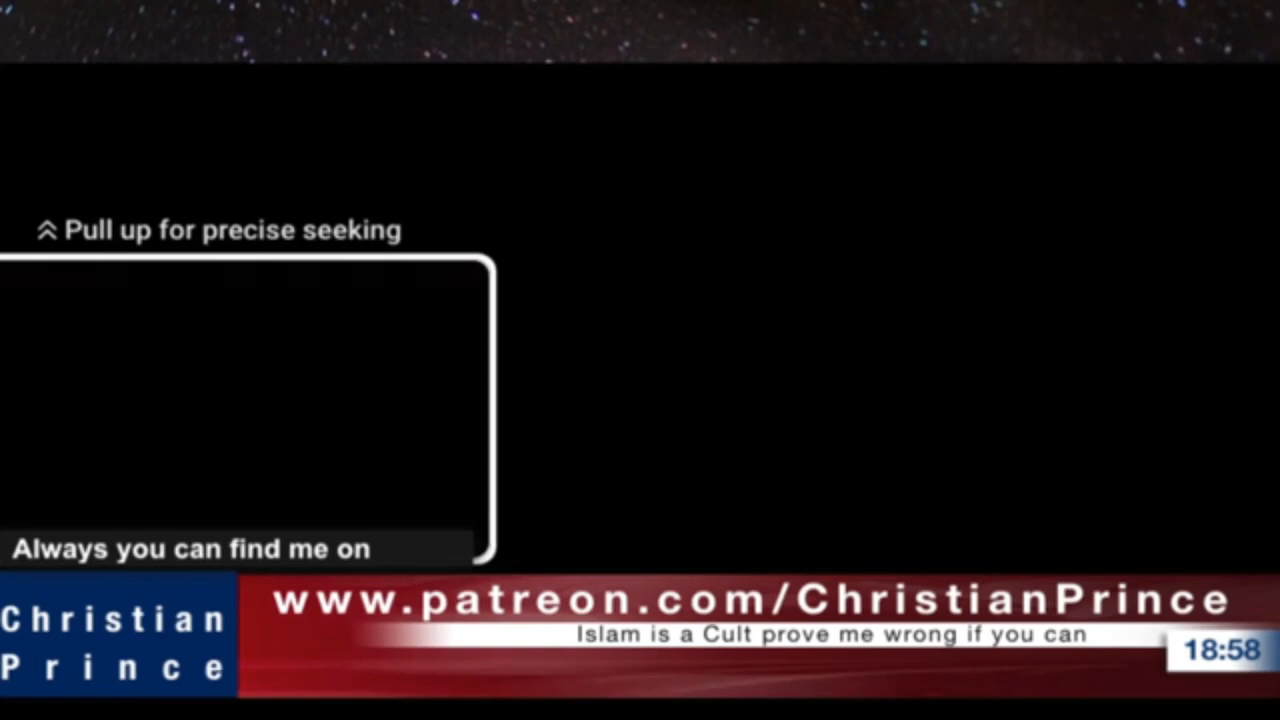 Pull up for precise seeking
Always you can find me on
Christian
Prince
www.patreon.com/ChristianPrince
Islam is a Cult prove me wrong if you can
18:58